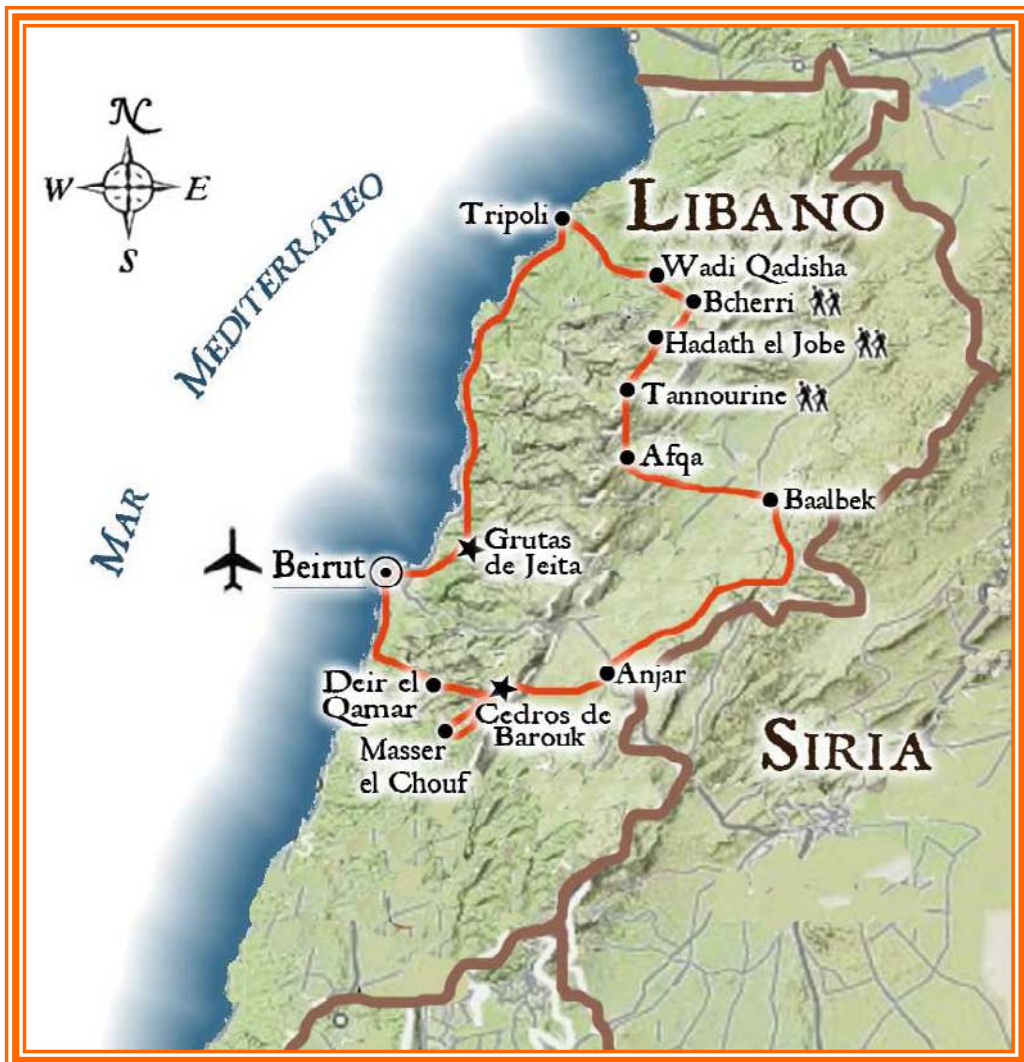 N
W E
S
MAR MEDITERRÁNEO
LIBANO
Tripoli
Wadi Qadisha
Bcherri
Hadath el Jobe
Tannourine
Afqa
Baalbek
Grutas
de Jeita
Beirut
Anjar
Deir el
Qamar
Cedros de
Barouk
Masser
el Chouf
SIRIA